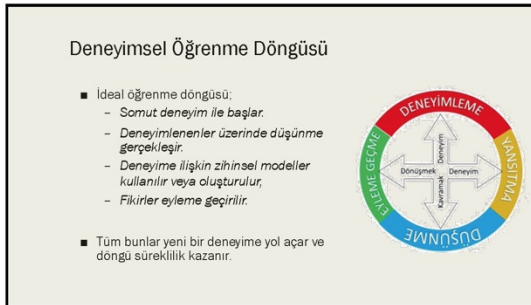 Deneyimsel Öğrenme Döngüsü
■ İdeal öğrenme döngüsü;
– Somut deneyim ile başlar.
– Deneyimlenenler üzerinde düşünme
gerçekleşir.
– Deneyime ilişkin zihinsel modeller
kullanılır veya oluşturulur,
– Fikirler eyleme geçirilir.
■ Tüm bunlar yeni bir deneyime yol açar ve
döngü süreklilik kazanır.
DENEYİMLEME
YANSITMA
DÜŞÜNME
EYLEME GEÇME
Deneyim
Dönüşmek
Deneyim
Kavramak